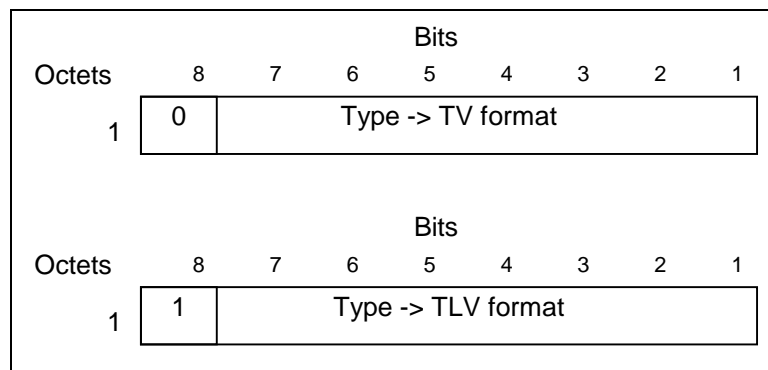 Bits
Octets 8 7 6 5 4 3 2 1
1 0 Type -> TV format
Bits
Octets 8 7 6 5 4 3 2 1
1 1 Type -> TLV format